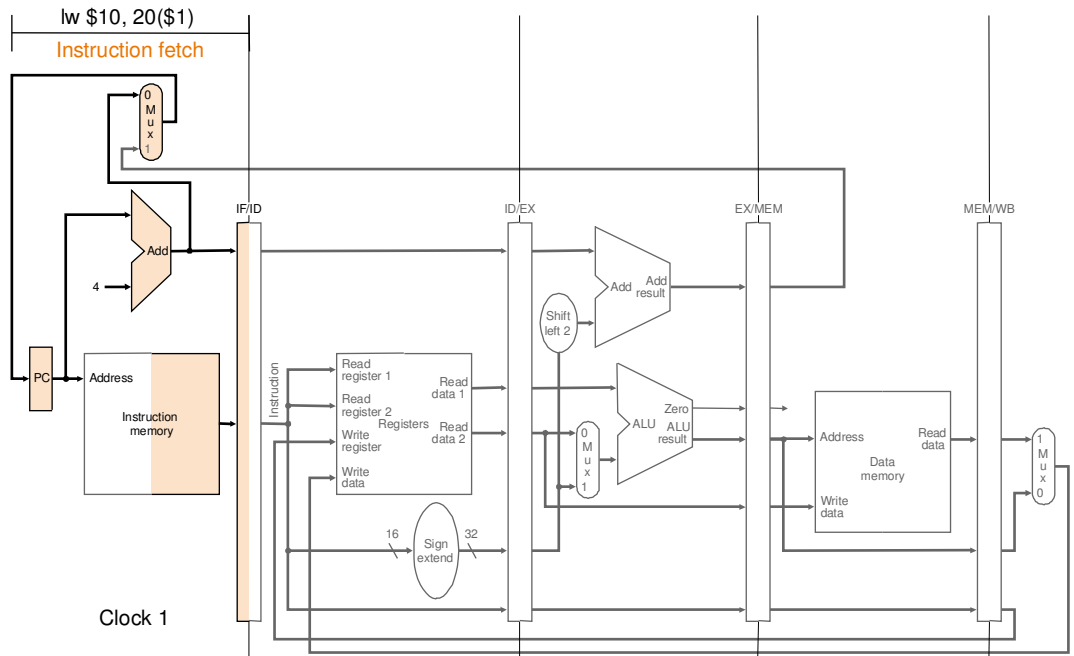 lw $10, 20($1)
Instruction fetch
0
M
u
x
1
IF/ID
ID/EX
EX/MEM
MEM/WB
Add
4
Add
Add
result
Shift
left 2
PC
Address
Instruction
memory
Instruction
Read
register 1
Read
register 2
Registers
Write
register
Write
data
Read
data 1
Read
data 2
0
M
u
x
1
Zero
ALU
ALU
result
Address
Read
data
Data
memory
Write
data
1
M
u
x
0
16
Sign
extend
32
Clock 1